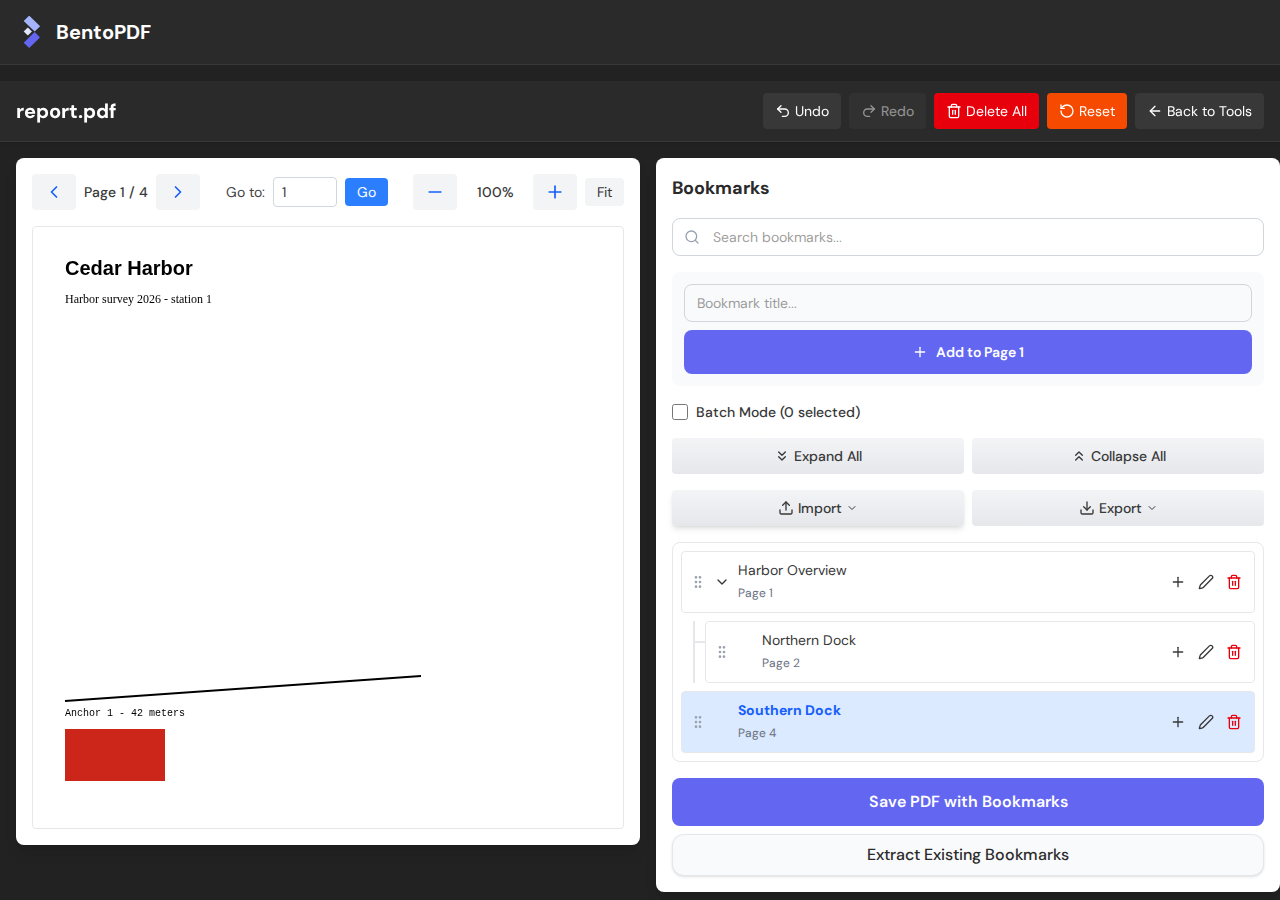 BentoPDF
report.pdf
Undo
Redo
Delete All
Reset
Back to Tools
Page 1 / 4
Go to:
1
Go
100%
Fit
Cedar Harbor
Harbor survey 2026 - station 1
Anchor 1 - 42 meters
Bookmarks
Search bookmarks...
Bookmark title...
Add to Page 1
Batch Mode (0 selected)
Expand All
Collapse All
Import
Export
Harbor Overview
Page 1
Northern Dock
Page 2
Southern Dock
Page 4
Save PDF with Bookmarks
Extract Existing Bookmarks